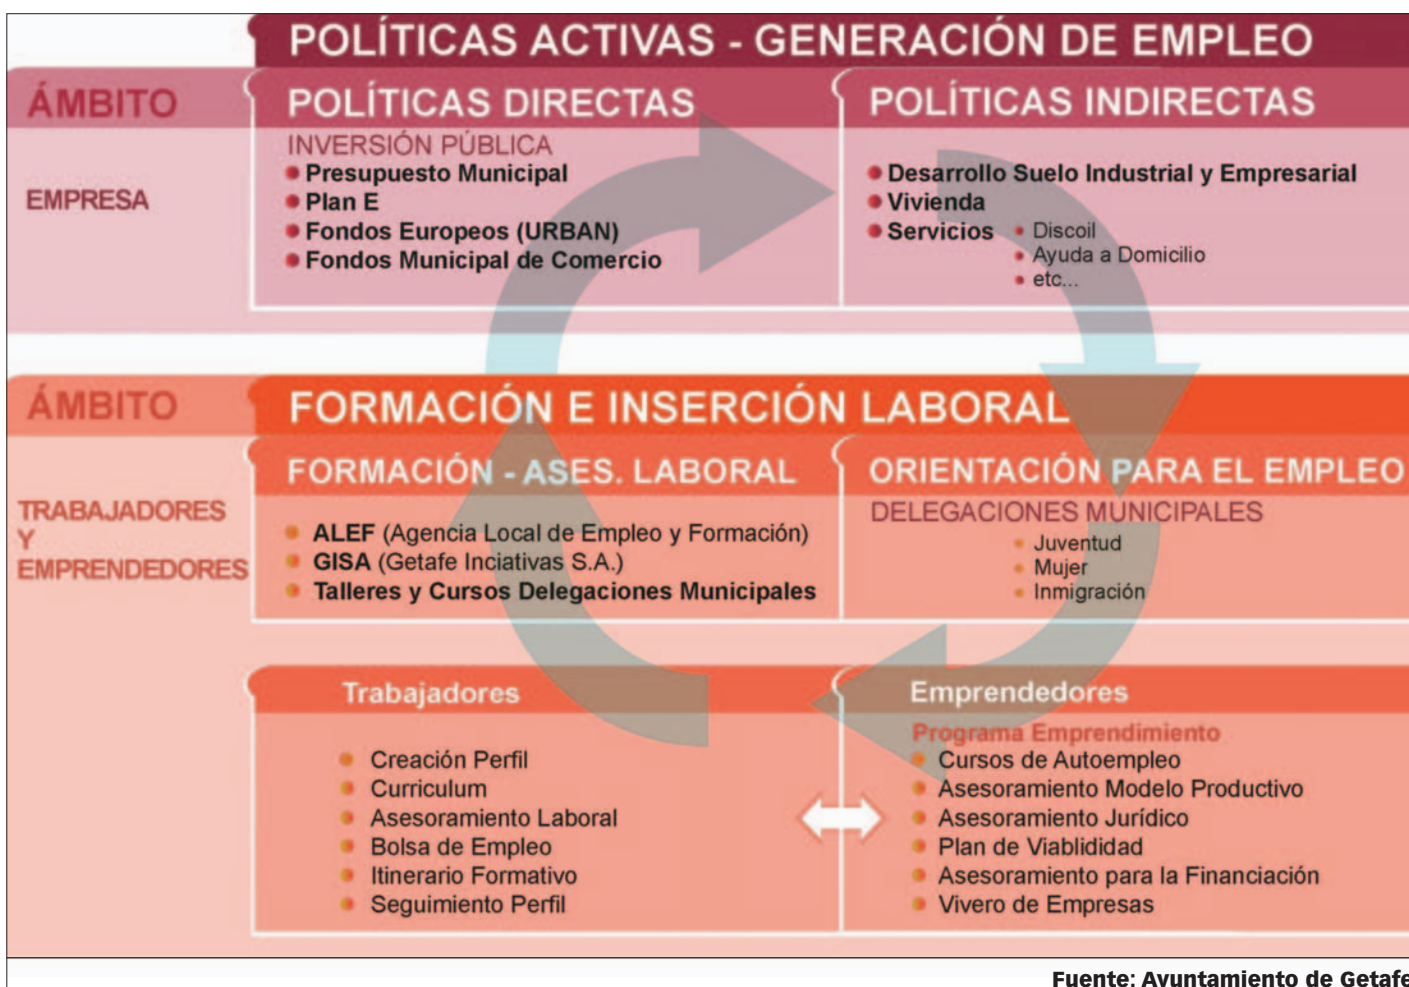 POLÍTICAS ACTIVAS - GENERACIÓN DE EMPLEO
ÁMBITO
POLÍTICAS DIRECTAS
POLÍTICAS INDIRECTAS
EMPRESA
INVERSIÓN PÚBLICA
Presupuesto Municipal
Plan E
Fondos Europeos (URBAN)
Fondos Municipal de Comercio
Desarrollo Suelo Industrial y Empresarial
Vivienda
Servicios
Discoil
Ayuda a Domicilio
etc...
ÁMBITO
FORMACIÓN E INSERCIÓN LABORAL
FORMACIÓN - ASES. LABORAL
ORIENTACIÓN PARA EL EMPLEO
TRABAJADORES
Y
EMPRENDEDORES
ALEF (Agencia Local de Empleo y Formación)
GISA (Getafe Inciativas S.A.)
Talleres y Cursos Delegaciones Municipales
DELEGACIONES MUNICIPALES
Juventud
Mujer
Inmigración
Trabajadores
Creación Perfil
Curriculum
Asesoramiento Laboral
Bolsa de Empleo
Itinerario Formativo
Seguimiento Perfil
Emprendedores
Programa Emprendimiento
Cursos de Autoempleo
Asesoramiento Modelo Productivo
Asesoramiento Jurídico
Plan de Viablididad
Asesoramiento para la Financiación
Vivero de Empresas
Fuente: Ayuntamiento de Getafe